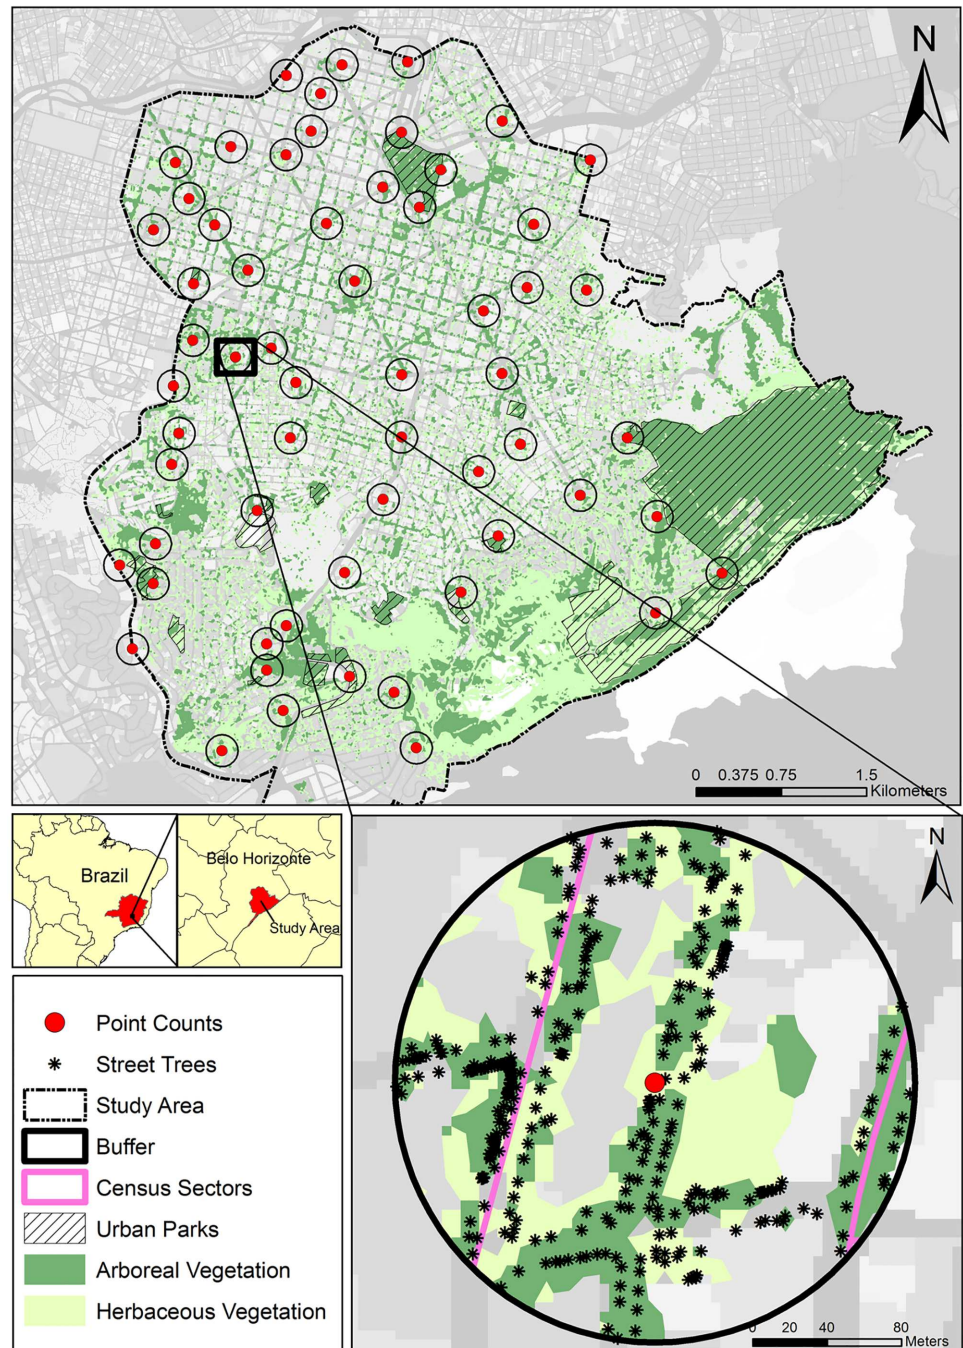 N
0 0.375 0.75 1.5
Kilometers
Brazil
Belo Horizonte
Study Area
N
Point Counts
Street Trees
Study Area
Buffer
Census Sectors
Urban Parks
Arboreal Vegetation
Herbaceous Vegetation
0 20 40 80
Meters